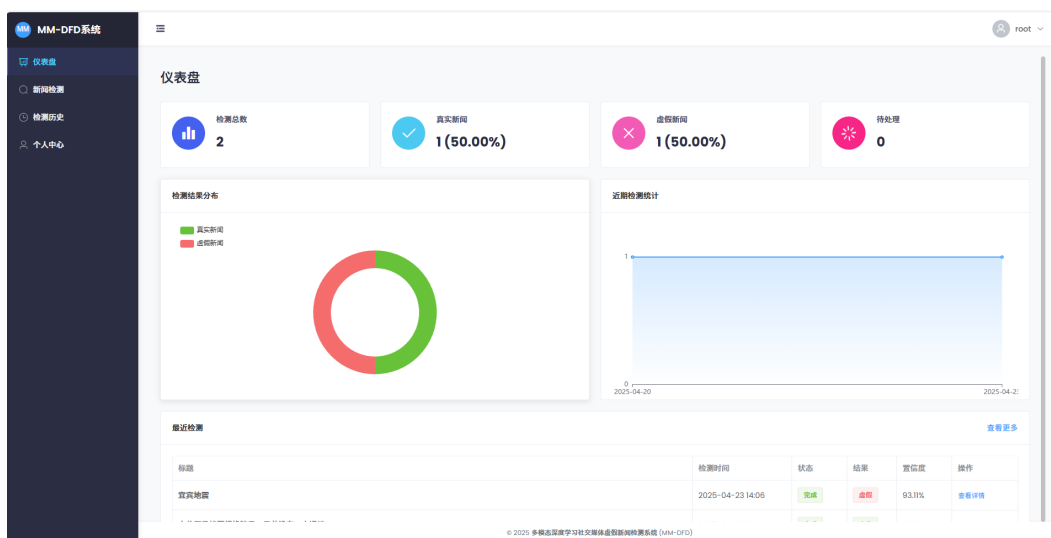 MM MM-DFD系统
root
仪表盘
新闻检测
检测历史
个人中心
仪表盘
检测总数
2
真实新闻
1 (50.00%)
虚假新闻
1 (50.00%)
待处理
0
检测结果分布
真实新闻
虚假新闻
近期检测统计
1
0
2025-04-20
2025-04-2
最近检测
查看更多
标题 检测时间 状态 结果 置信度 操作
宜宾地震 2025-04-23 14:06 完成 虚假 93.11% 查看详情
© 2025 多模态深度学习社交媒体虚假新闻检测系统 (MM-DFD)